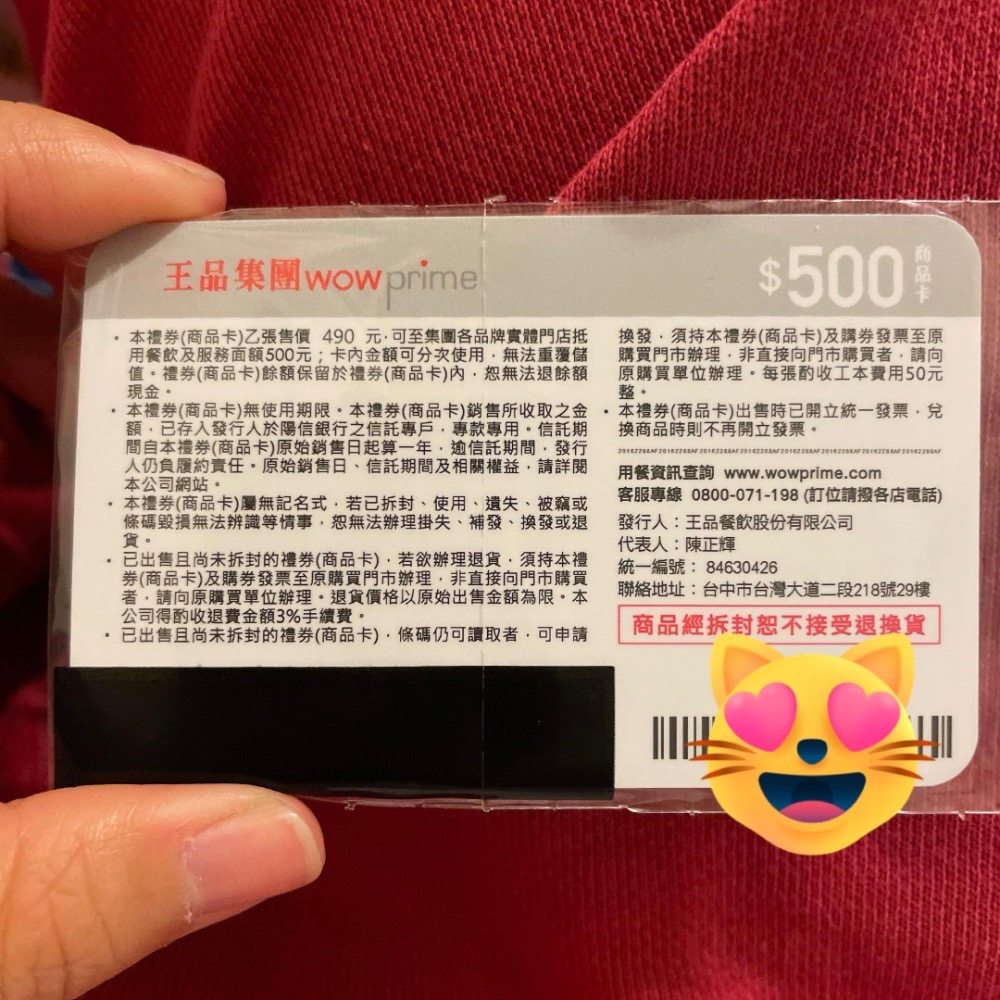 王品集團wowprime
$500 商品卡
・本禮券(商品卡)乙張售價 490 元，可至集團各品牌實體門店抵
用餐飲及服務面額500元；卡內金額可分次使用，無法重覆儲
值。禮券(商品卡)餘額保留於禮券(商品卡)內，恕無法退餘額
現金。
・本禮券(商品卡)無使用期限。本禮券(商品卡)銷售所收取之金
額，已存入發行人於陽信銀行之信託專戶，專款專用。信託期
間自本禮券(商品卡)原始銷售日起算一年，逾信託期間，發行
人仍負履約責任。原始銷售日、信託期間及相關權益，請詳閱
本公司網站。
・本禮券(商品卡)屬無記名式，若已拆封、使用、遺失、被竊或
條碼毀損無法辨識等情事，恕無法辦理掛失、補發、換發或退
貨。
・已出售且尚未拆封的禮券(商品卡)，若欲辦理退貨，須持本禮
券(商品卡)及購券發票至原購買門市辦理，非直接向門市購買
者，請向原購買單位辦理。退貨價格以原始出售金額為限。本
公司得酌收退費金額3%手續費。
・已出售且尚未拆封的禮券(商品卡)，條碼仍可讀取者，可申請
換發，須持本禮券(商品卡)及購券發票至原
購買門市辦理，非直接向門市購買者，請向
原購買單位辦理。每張酌收工本費用50元
整。
・本禮券(商品卡)出售時已開立統一發票，兌
換商品時則不再開立發票。
用餐資訊查詢 www.wowprime.com
客服專線 0800-071-198 (訂位請撥各店電話)
發行人：王品餐飲股份有限公司
代表人：陳正輝
統一編號： 84630426
聯絡地址：台中市台灣大道二段218號29樓
商品經拆封恕不接受退換貨